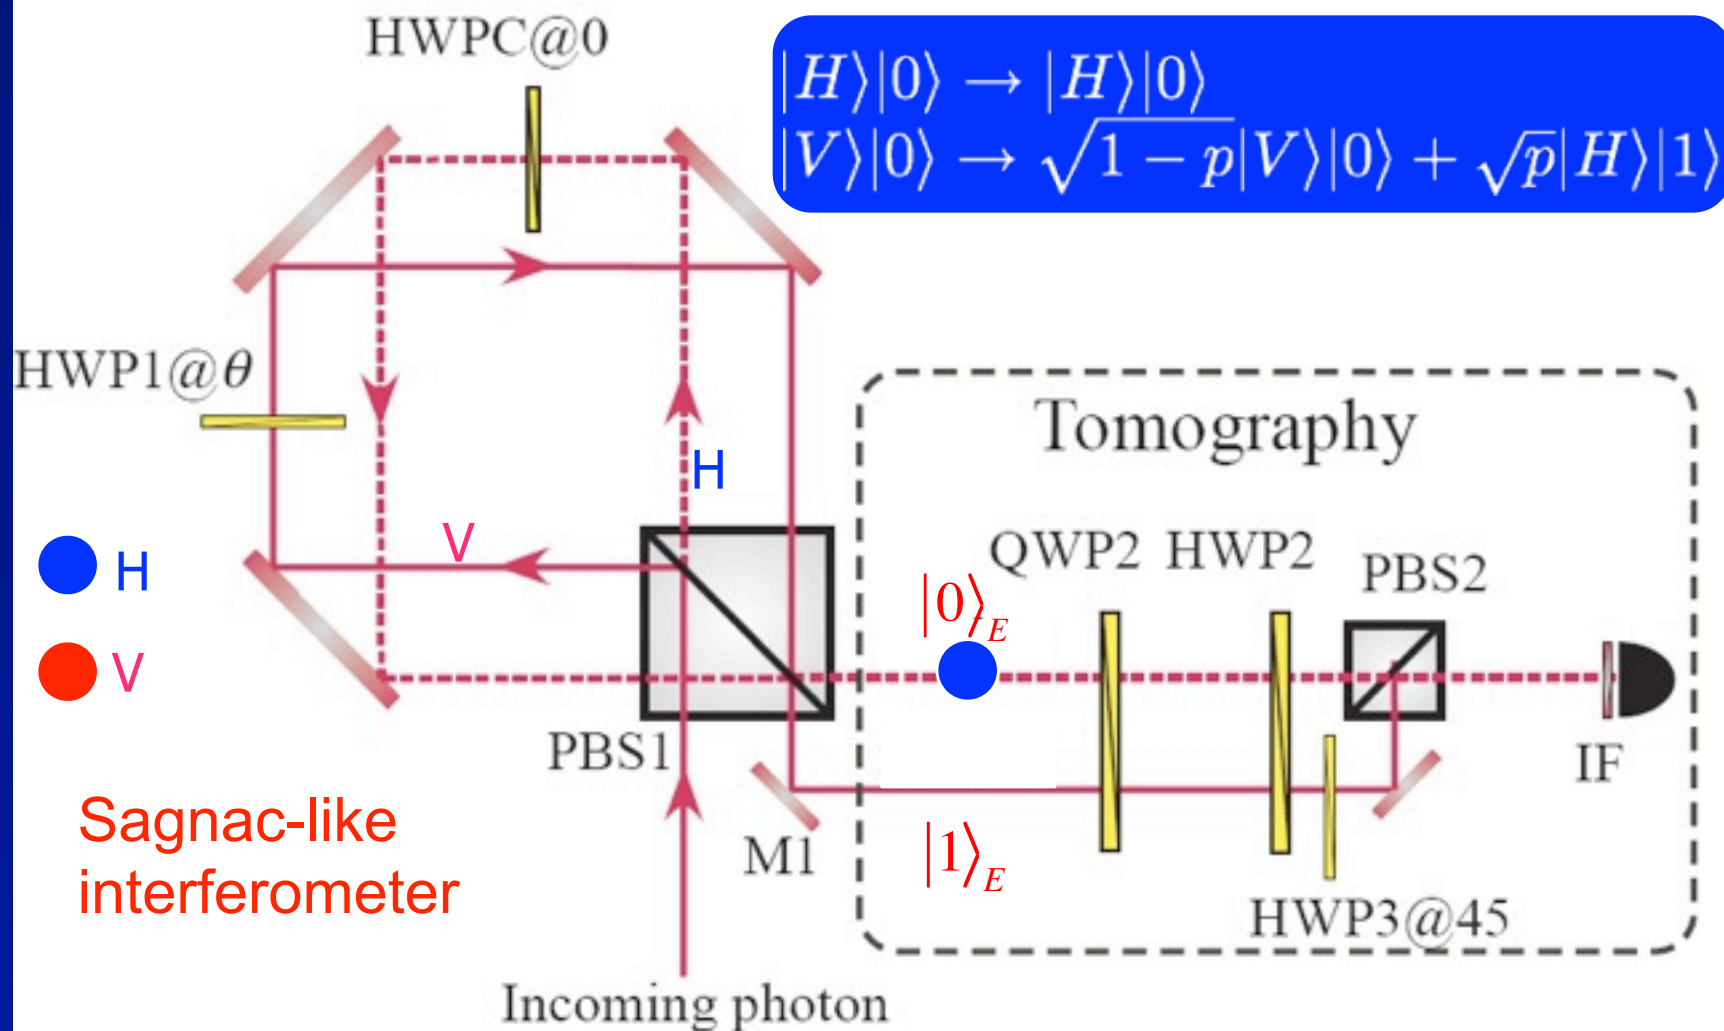 HWPC@0
|H⟩|0⟩ → |H⟩|0⟩
|V⟩|0⟩ → √1 − p|V⟩|0⟩ + √p|H⟩|1⟩
HWP1@θ
Tomography
H
V
QWP2 HWP2
PBS2
H
|0⟩E
V
PBS1
IF
Sagnac-like
interferometer
M1
|1⟩E
HWP3@45
Incoming photon